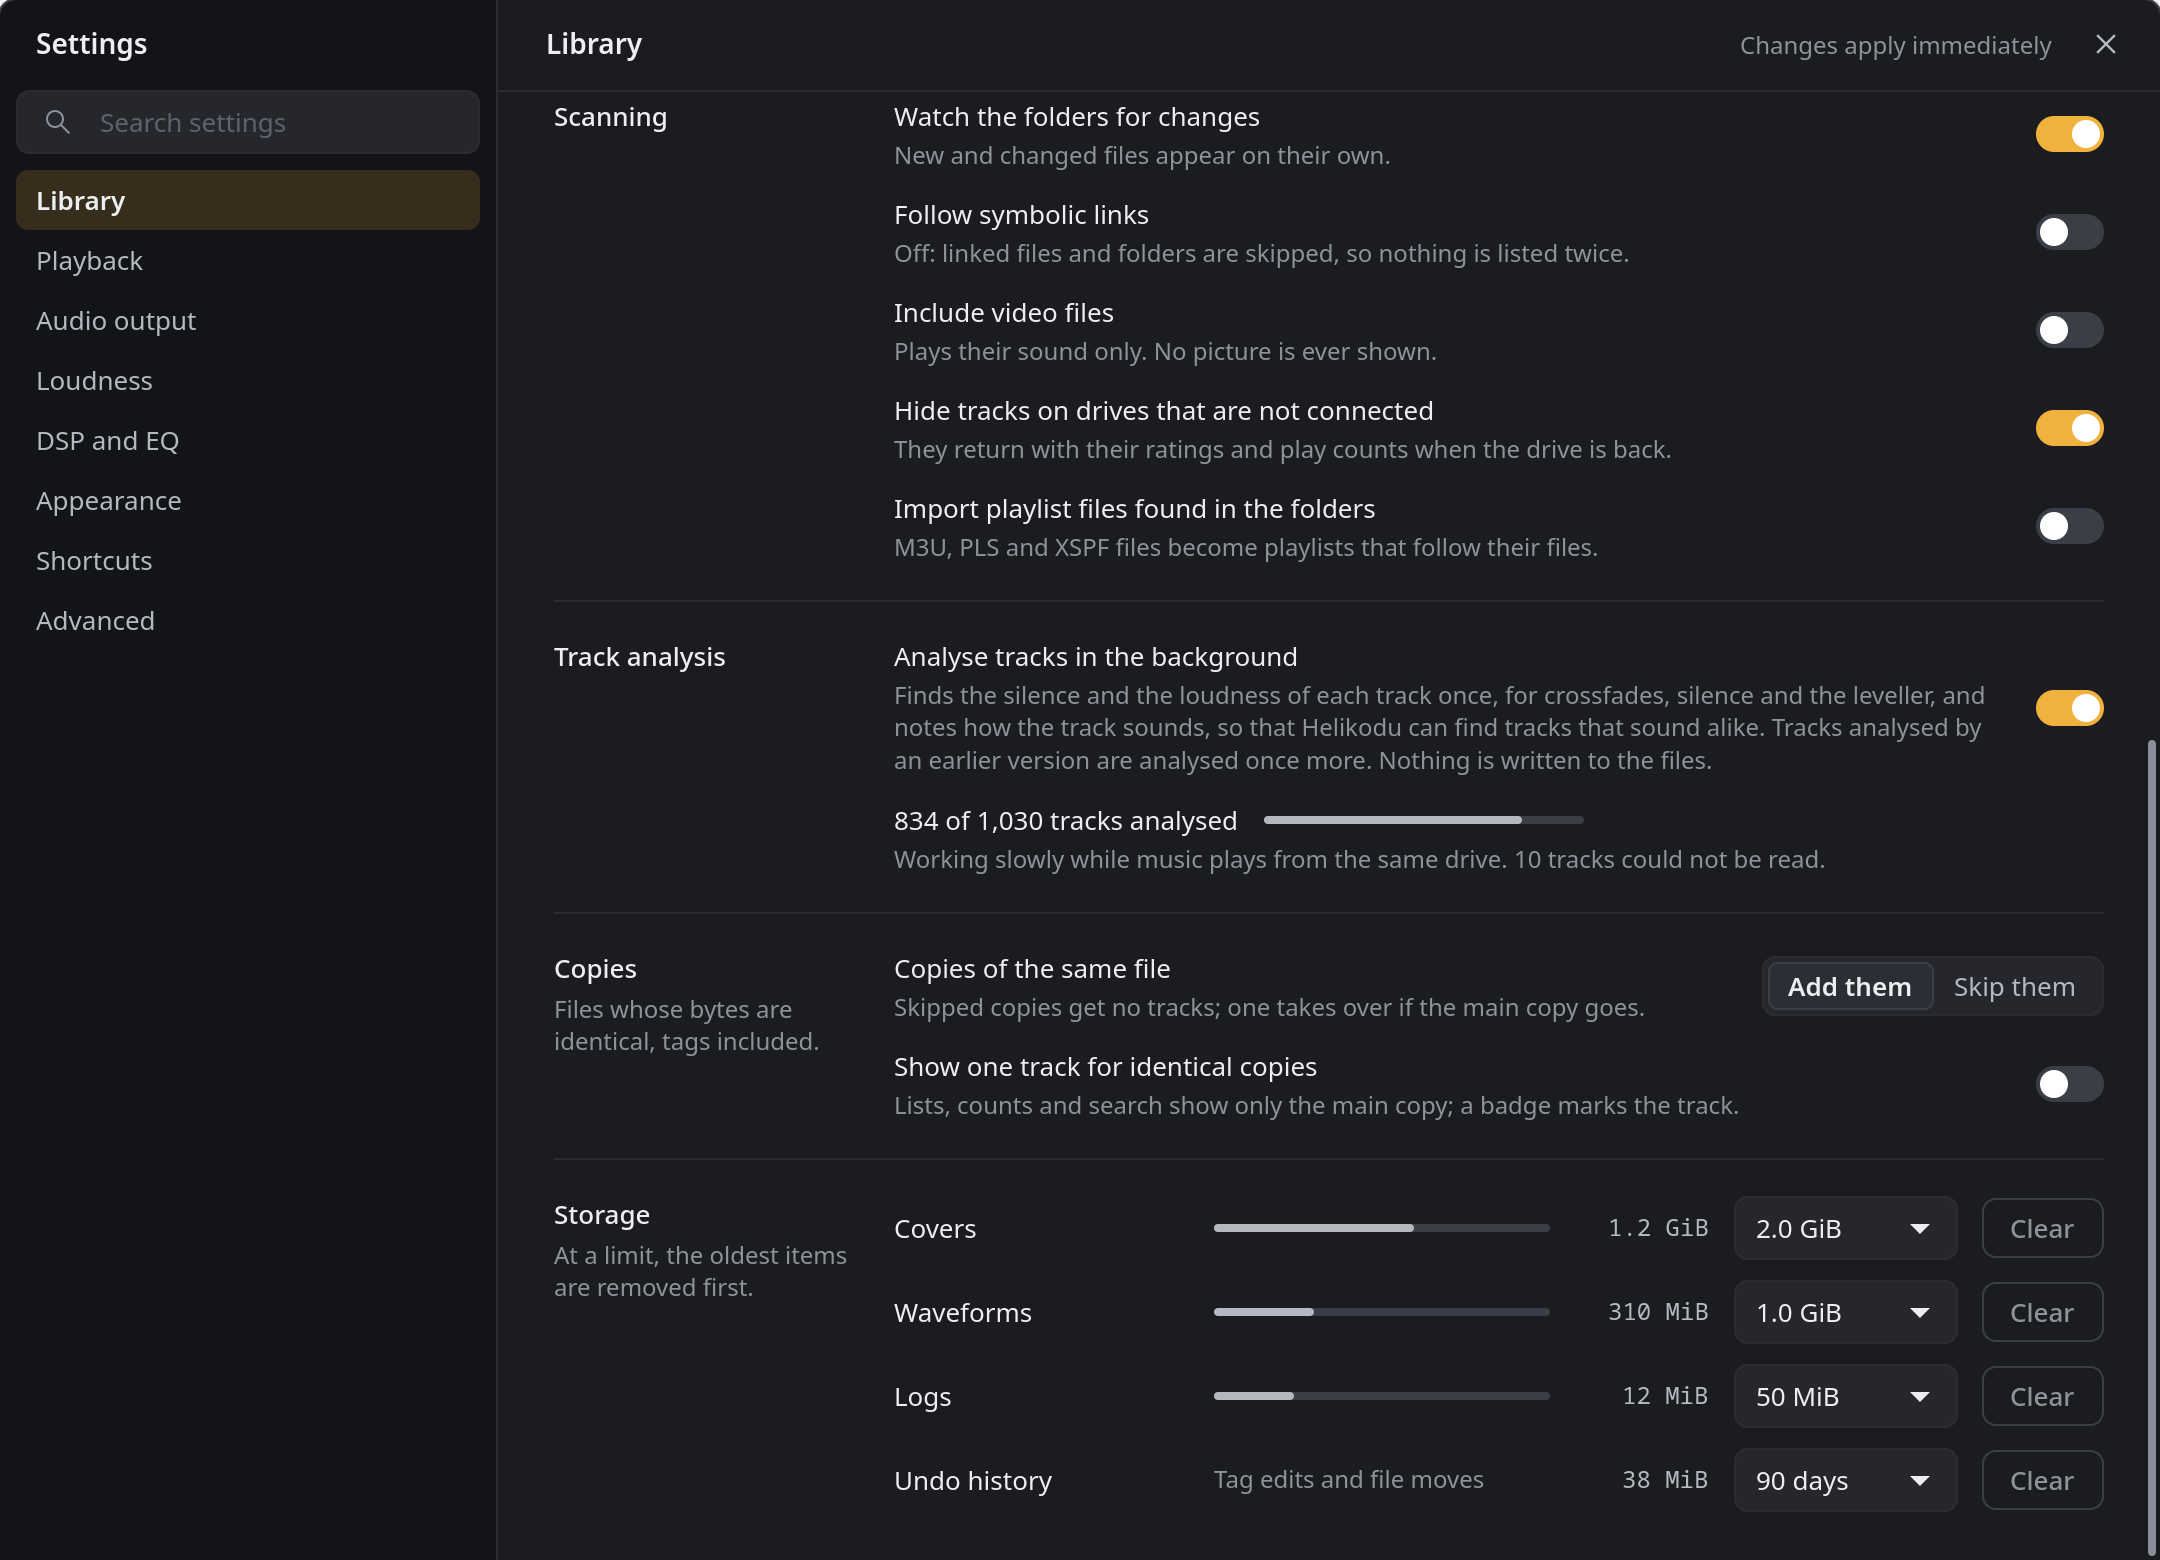 Settings
Search settings
Library
Playback
Audio output
Loudness
DSP and EQ
Appearance
Shortcuts
Advanced
Library
Changes apply immediately
Scanning
Watch the folders for changes
New and changed files appear on their own.
Follow symbolic links
Off: linked files and folders are skipped, so nothing is listed twice.
Include video files
Plays their sound only. No picture is ever shown.
Hide tracks on drives that are not connected
They return with their ratings and play counts when the drive is back.
Import playlist files found in the folders
M3U, PLS and XSPF files become playlists that follow their files.
Track analysis
Analyse tracks in the background
Finds the silence and the loudness of each track once, for crossfades, silence and the leveller, and
notes how the track sounds, so that Helikodu can find tracks that sound alike. Tracks analysed by
an earlier version are analysed once more. Nothing is written to the files.
834 of 1,030 tracks analysed
Working slowly while music plays from the same drive. 10 tracks could not be read.
Copies
Files whose bytes are
identical, tags included.
Copies of the same file
Skipped copies get no tracks; one takes over if the main copy goes.
Add them
Skip them
Show one track for identical copies
Lists, counts and search show only the main copy; a badge marks the track.
Storage
At a limit, the oldest items
are removed first.
Covers
1.2 GiB
2.0 GiB
Clear
Waveforms
310 MiB
1.0 GiB
Clear
Logs
12 MiB
50 MiB
Clear
Undo history
Tag edits and file moves
38 MiB
90 days
Clear